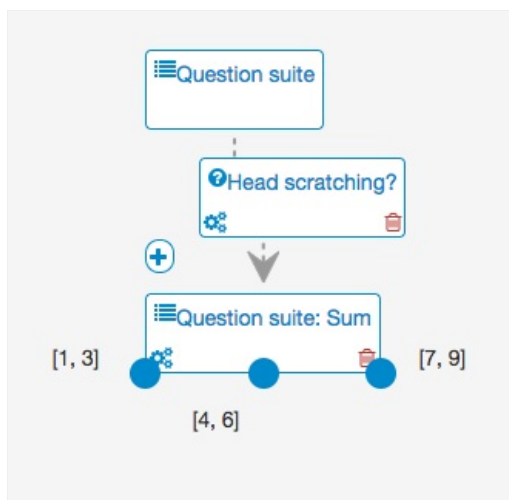 Question suite
Head scratching?
Question suite: Sum
[1, 3]
[7, 9]
[4, 6]